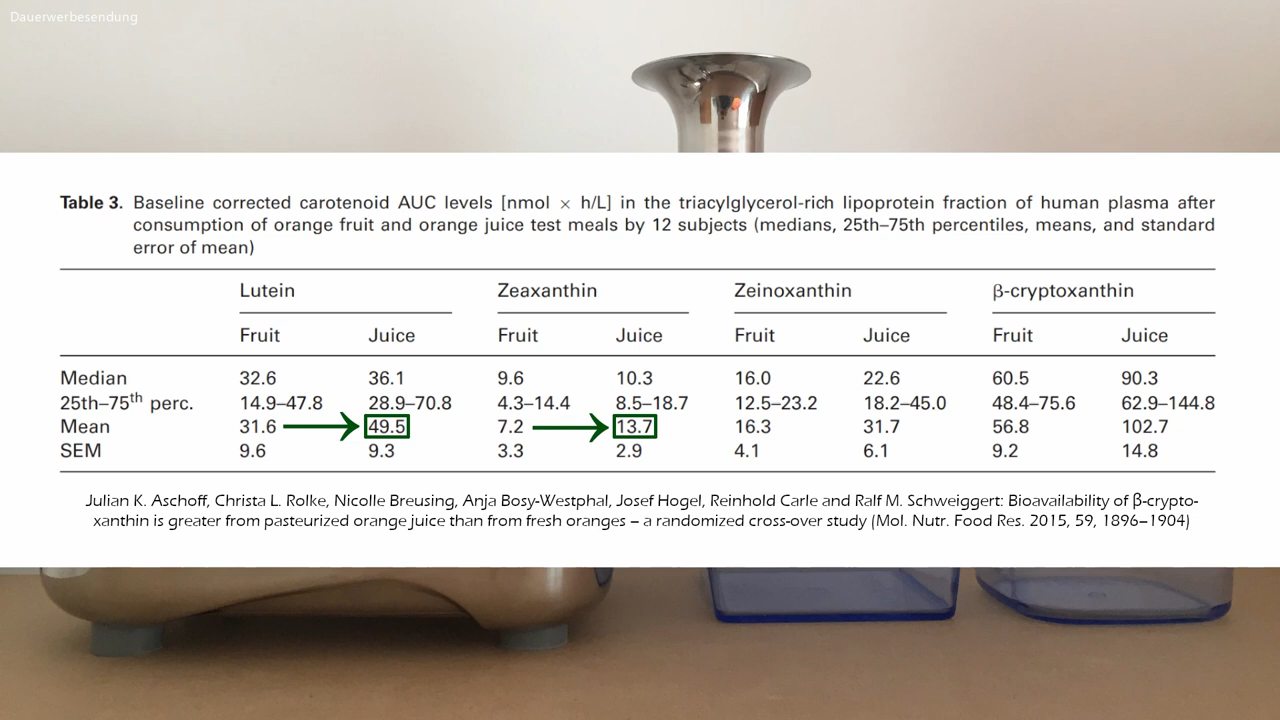 Dauerwerbesendung
Table 3. Baseline corrected carotenoid AUC levels [nmol × h/L] in the triacylglycerol-rich lipoprotein fraction of human plasma after
consumption of orange fruit and orange juice test meals by 12 subjects (medians, 25th–75th percentiles, means, and standard
error of mean)
Lutein Zeaxanthin Zeinoxanthin β-cryptoxanthin
Fruit Juice Fruit Juice Fruit Juice Fruit Juice
Median 32.6 36.1 9.6 10.3 16.0 22.6 60.5 90.3
25th–75th perc. 14.9–47.8 28.9–70.8 4.3–14.4 8.5–18.7 12.5–23.2 18.2–45.0 48.4–75.6 62.9–144.8
Mean 31.6 49.5 7.2 13.7 16.3 31.7 56.8 102.7
SEM 9.6 9.3 3.3 2.9 4.1 6.1 9.2 14.8
Julian K. Aschoff, Christa L. Rolke, Nicolle Breusing, Anja Bosy-Westphal, Josef Hogel, Reinhold Carle and Ralf M. Schweiggert: Bioavailability of β-crypto-
xanthin is greater from pasteurized orange juice than from fresh oranges – a randomized cross-over study (Mol. Nutr. Food Res. 2015, 59, 1896–1904)